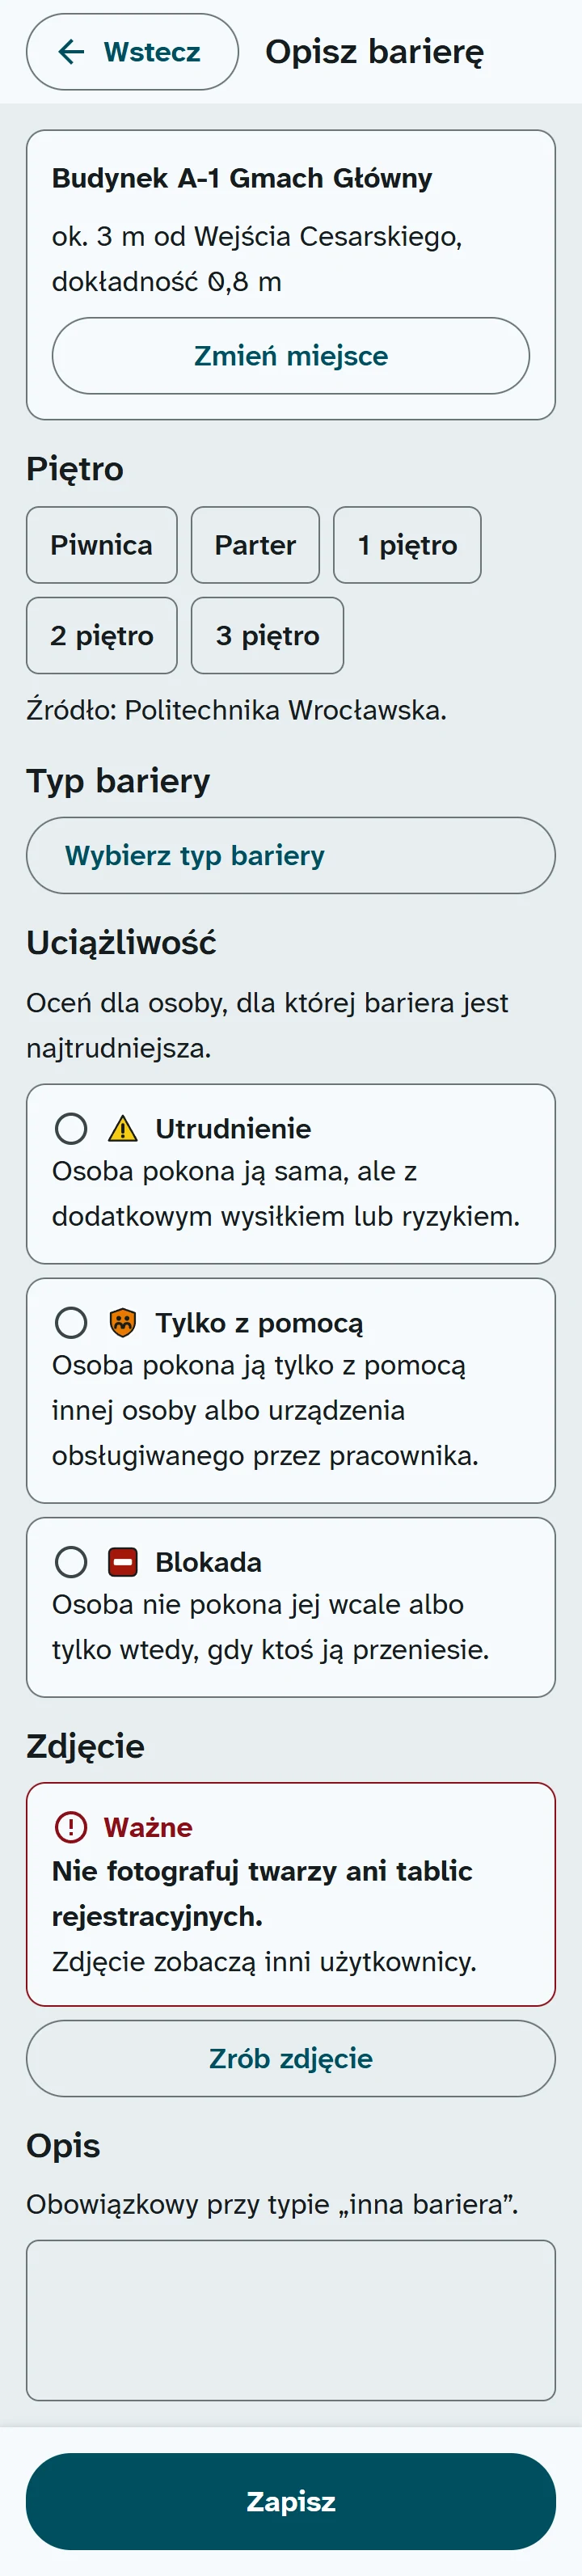 Wstecz
Opisz barierę
Budynek A-1 Gmach Główny
ok. 3 m od Wejścia Cesarskiego,
dokładność 0,8 m
Zmień miejsce
Piętro
Piwnica
Parter
1 piętro
2 piętro
3 piętro
Źródło: Politechnika Wrocławska.
Typ bariery
Wybierz typ bariery
Uciążliwość
Oceń dla osoby, dla której bariera jest
najtrudniejsza.
Utrudnienie
Osoba pokona ją sama, ale z
dodatkowym wysiłkiem lub ryzykiem.
Tylko z pomocą
Osoba pokona ją tylko z pomocą
innej osoby albo urządzenia
obsługiwanego przez pracownika.
Blokada
Osoba nie pokona jej wcale albo
tylko wtedy, gdy ktoś ją przeniesie.
Zdjęcie
Ważne
Nie fotografuj twarzy ani tablic
rejestracyjnych.
Zdjęcie zobaczą inni użytkownicy.
Zrób zdjęcie
Opis
Obowiązkowy przy typie „inna bariera”.
Zapisz